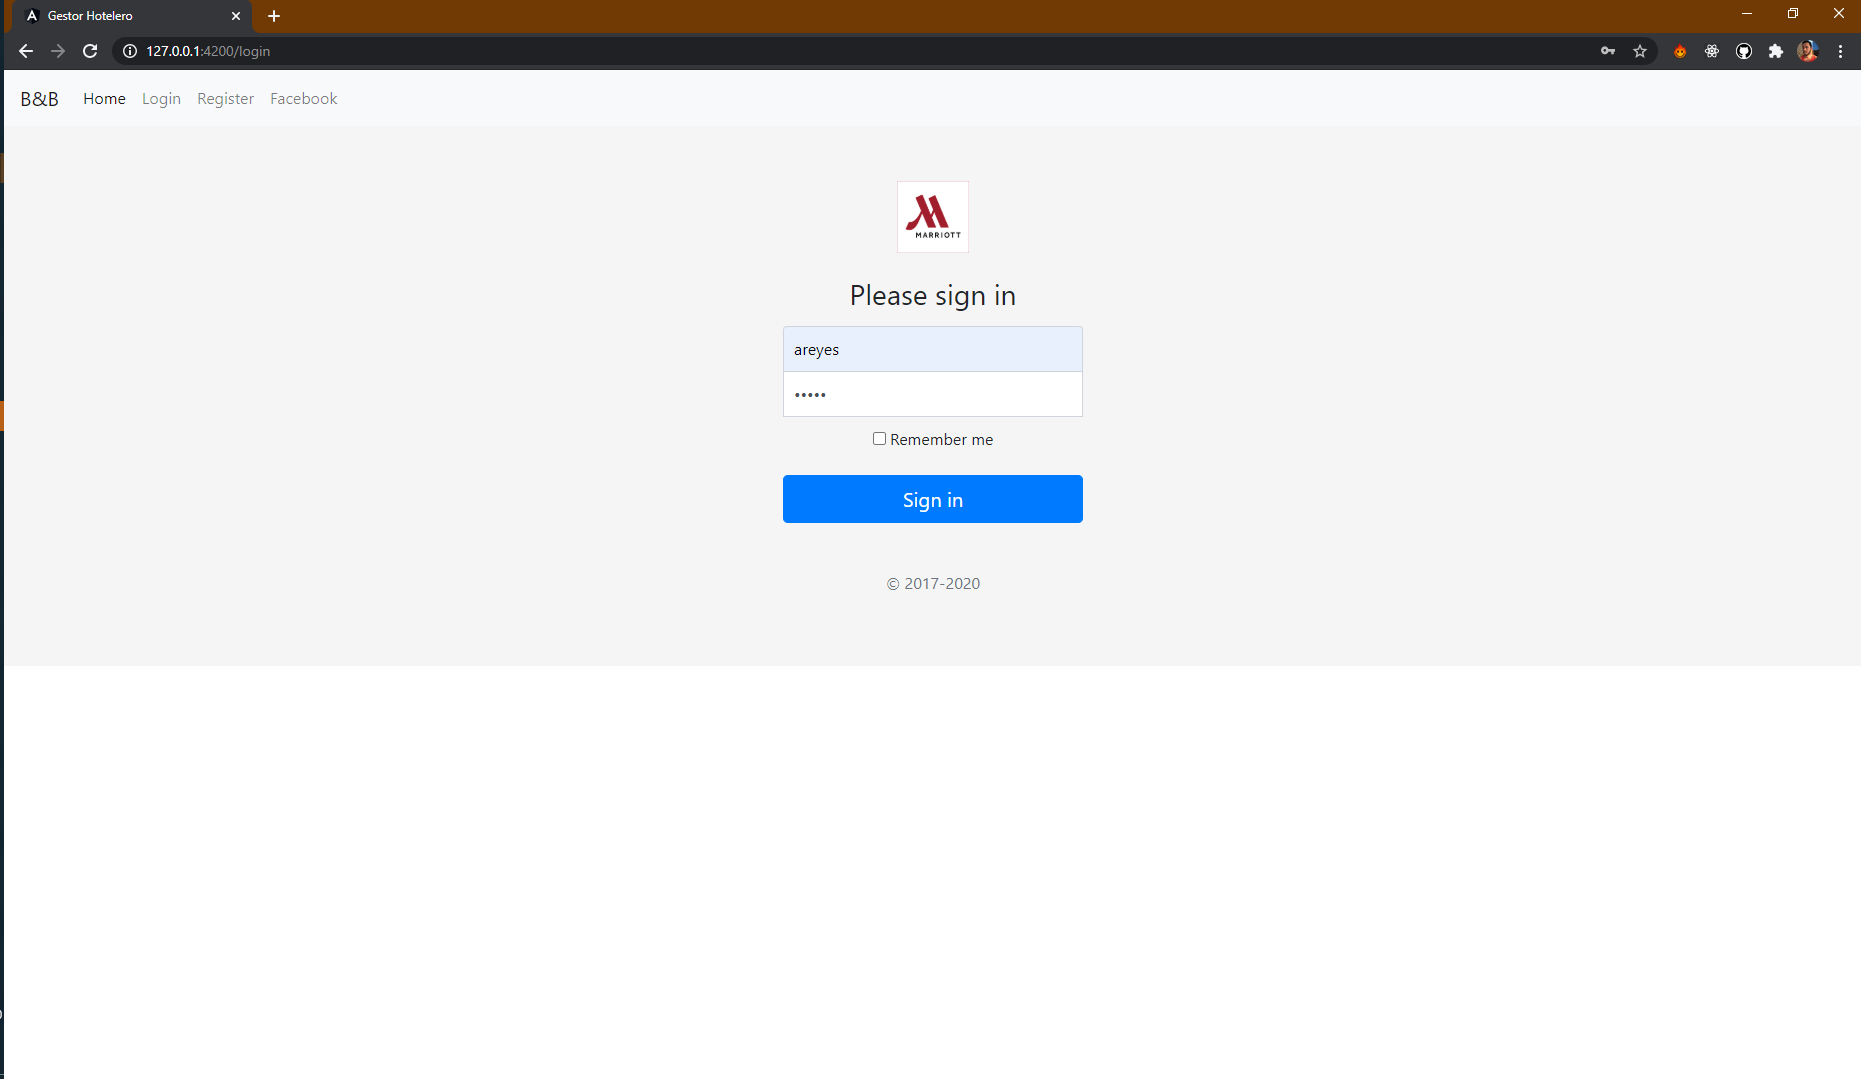 Gestor Hotelero
127.0.0.1:4200/login
B&B Home Login Register Facebook
MARRIOTT
Please sign in
areyes
•••••
Remember me
Sign in
© 2017-2020